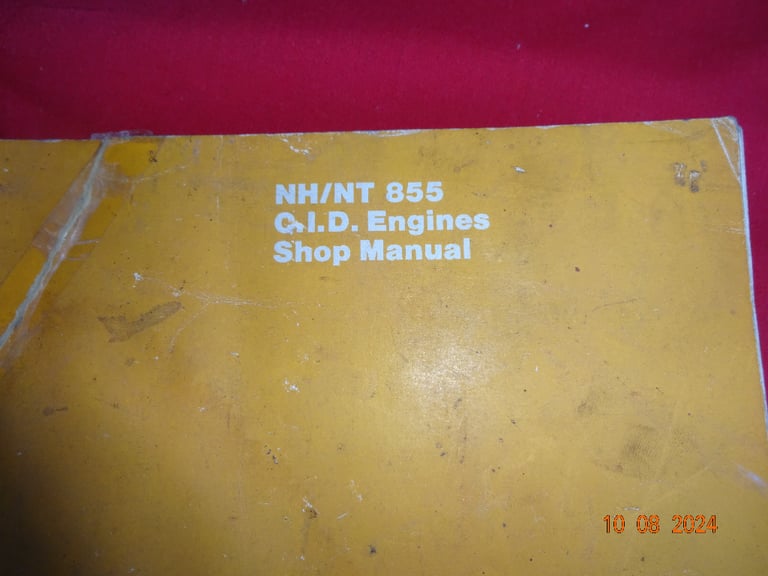 NH/NT 855
C.I.D. Engines
Shop Manual
10 08 2024